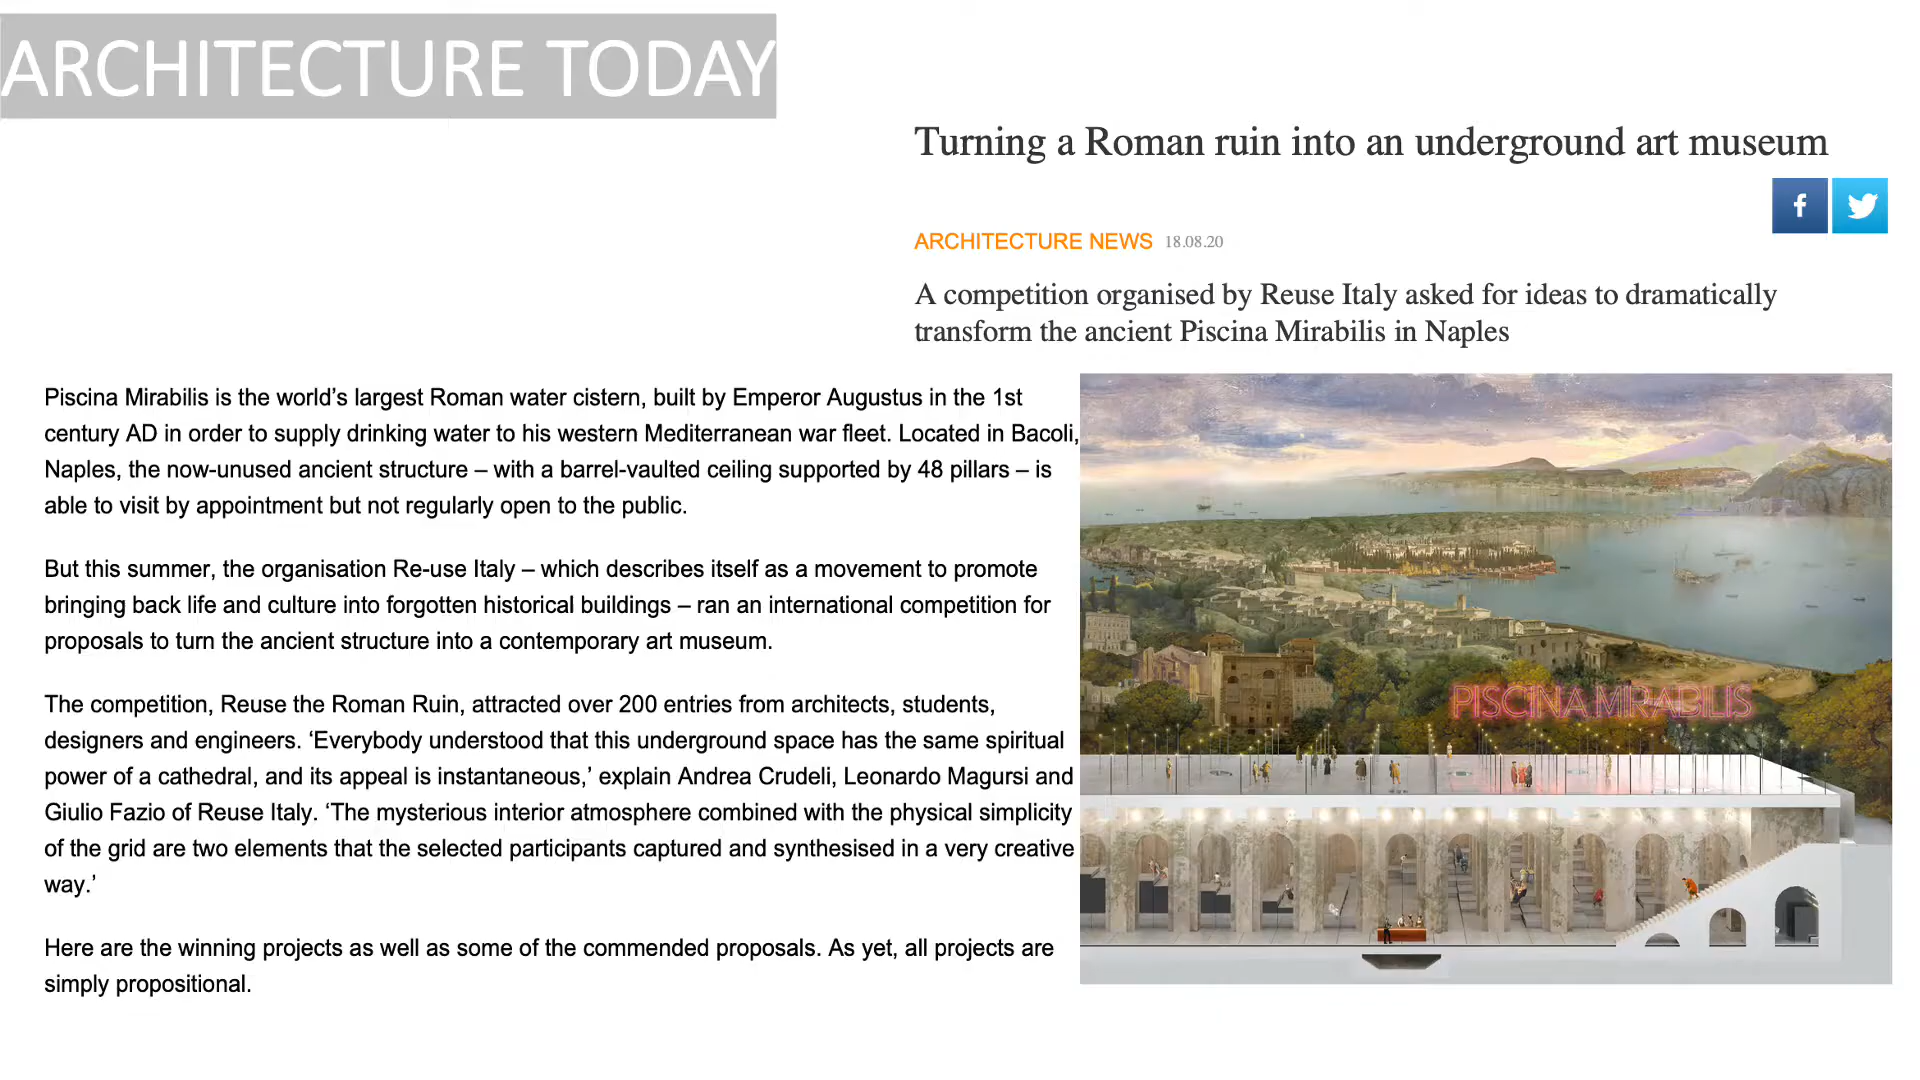 ARCHITECTURE TODAY
Turning a Roman ruin into an underground art museum
f
ARCHITECTURE NEWS 18.08.20
A competition organised by Reuse Italy asked for ideas to dramatically
transform the ancient Piscina Mirabilis in Naples
Piscina Mirabilis is the world’s largest Roman water cistern, built by Emperor Augustus in the 1st
century AD in order to supply drinking water to his western Mediterranean war fleet. Located in Bacoli,
Naples, the now-unused ancient structure – with a barrel-vaulted ceiling supported by 48 pillars – is
able to visit by appointment but not regularly open to the public.
But this summer, the organisation Re-use Italy – which describes itself as a movement to promote
bringing back life and culture into forgotten historical buildings – ran an international competition for
proposals to turn the ancient structure into a contemporary art museum.
The competition, Reuse the Roman Ruin, attracted over 200 entries from architects, students,
designers and engineers. ‘Everybody understood that this underground space has the same spiritual
power of a cathedral, and its appeal is instantaneous,’ explain Andrea Crudeli, Leonardo Magursi and
Giulio Fazio of Reuse Italy. ‘The mysterious interior atmosphere combined with the physical simplicity
of the grid are two elements that the selected participants captured and synthesised in a very creative
way.’
Here are the winning projects as well as some of the commended proposals. As yet, all projects are
simply propositional.
PISCINA MIRABILIS